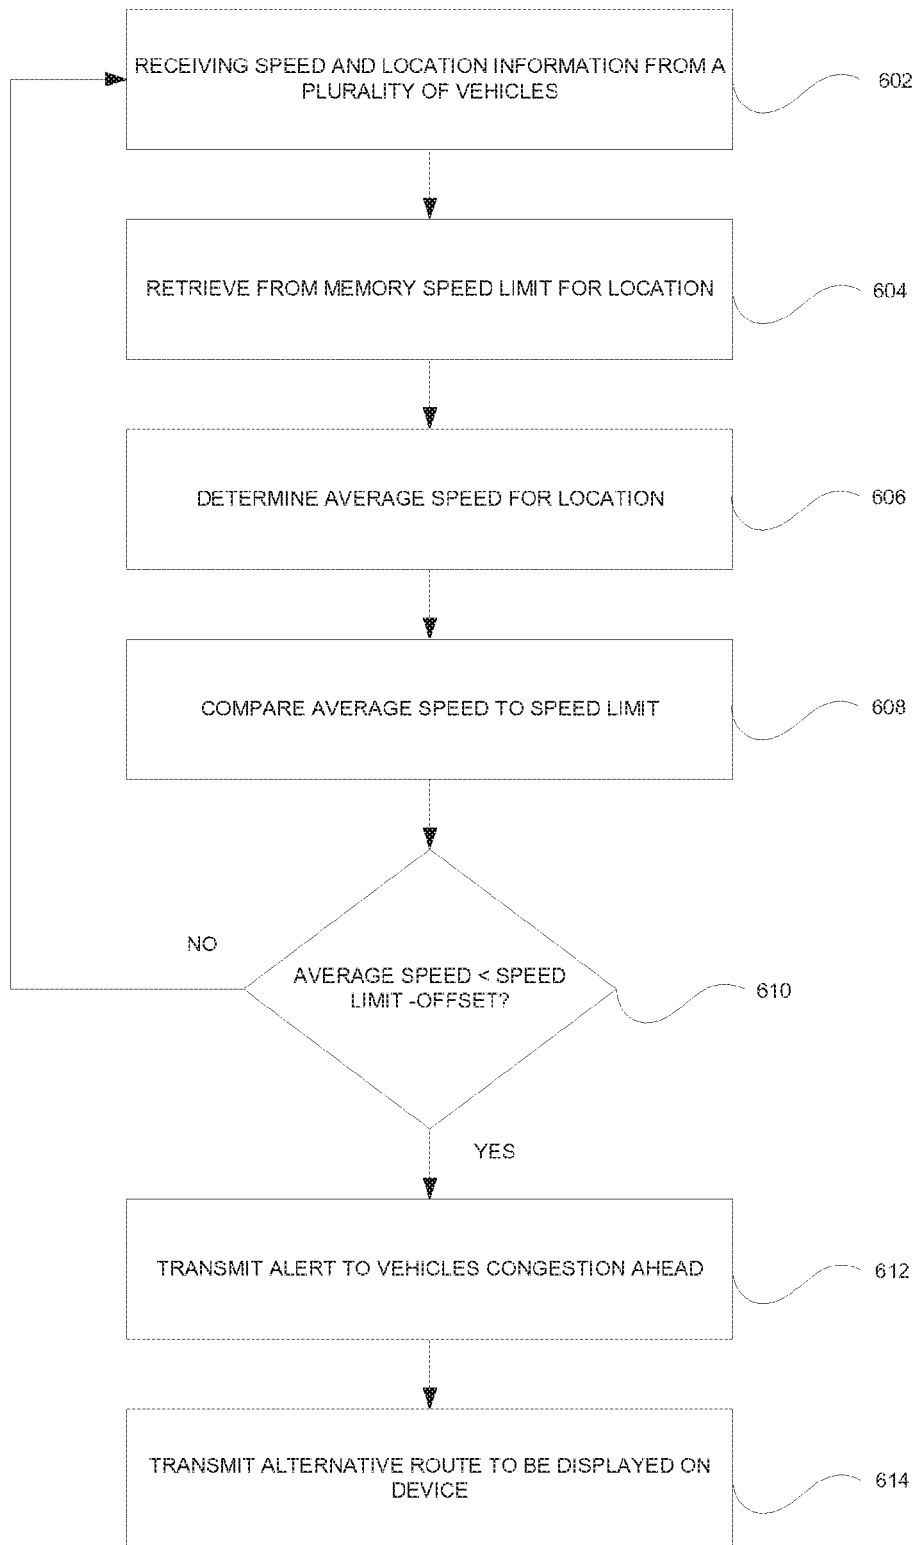 RECEIVING SPEED AND LOCATION INFORMATION FROM A
PLURALITY OF VEHICLES
602
RETRIEVE FROM MEMORY SPEED LIMIT FOR LOCATION
604
DETERMINE AVERAGE SPEED FOR LOCATION
606
COMPARE AVERAGE SPEED TO SPEED LIMIT
608
NO
AVERAGE SPEED < SPEED
LIMIT -OFFSET?
610
YES
TRANSMIT ALERT TO VEHICLES CONGESTION AHEAD
612
TRANSMIT ALTERNATIVE ROUTE TO BE DISPLAYED ON
DEVICE
614